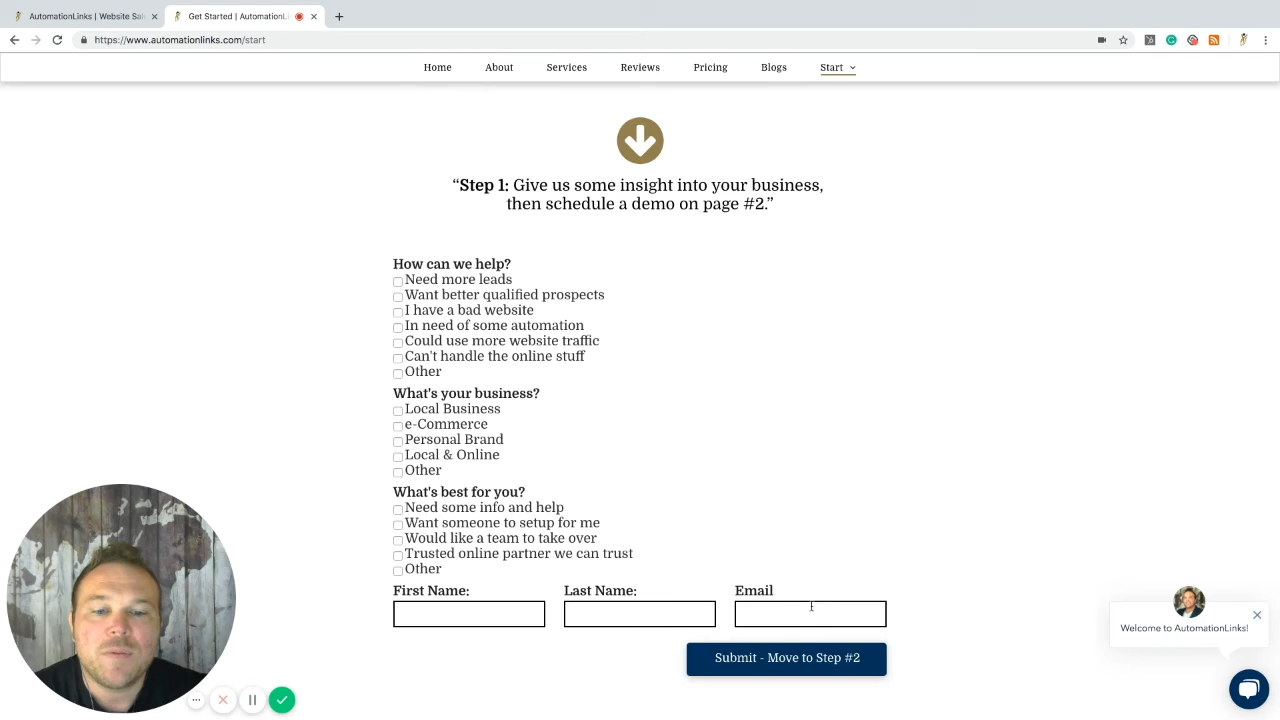 AutomationLinks | Website Sal
Get Started | AutomationLi
https://www.automationlinks.com/start
Home About Services Reviews Pricing Blogs Start
“Step 1: Give us some insight into your business,
then schedule a demo on page #2.”
How can we help?
Need more leads
Want better qualified prospects
I have a bad website
In need of some automation
Could use more website traffic
Can't handle the online stuff
Other
What's your business?
Local Business
e-Commerce
Personal Brand
Local & Online
Other
What's best for you?
Need some info and help
Want someone to setup for me
Would like a team to take over
Trusted online partner we can trust
Other
First Name: Last Name: Email
Submit - Move to Step #2
Welcome to AutomationLinks!